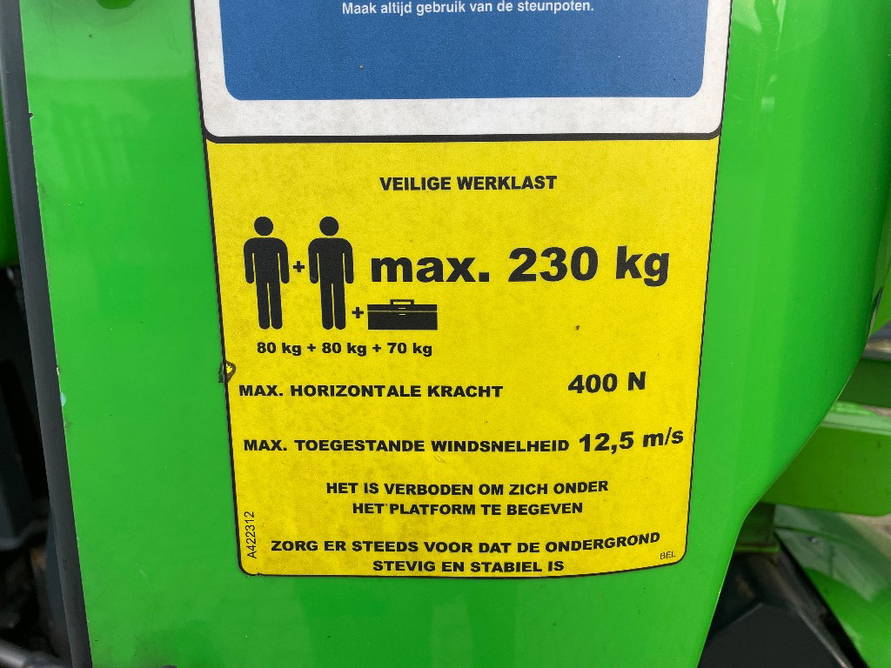 Maak altijd gebruik van de steunpoten.
VEILIGE WERKLAST
+ max. 230 kg
+
80 kg + 80 kg + 70 kg
MAX. HORIZONTALE KRACHT 400 N
MAX. TOEGESTANDE WINDSNELHEID 12,5 m/s
HET IS VERBODEN OM ZICH ONDER
HET PLATFORM TE BEGEVEN
ZORG ER STEEDS VOOR DAT DE ONDERGROND
STEVIG EN STABIEL IS
A422312
BEL